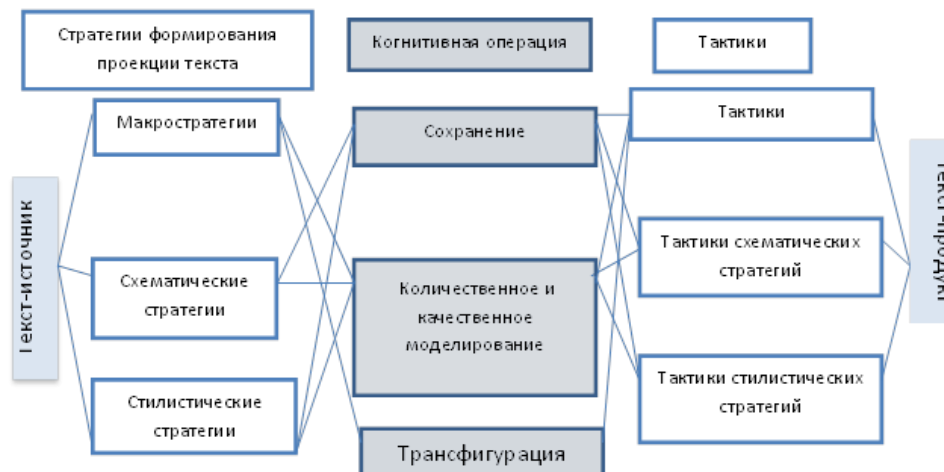 Стратегии формирования
проекции текста
Когнитивная операция
Тактики
Макростратегии
Сохранение
Тактики
Текст-источник
Схематические
стратегии
Количественное и
качественное
моделирование
Тактики схематических
стратегий
Текст-продукт
Стилистические
стратегии
Тактики стилистических
стратегий
Трансфигурация